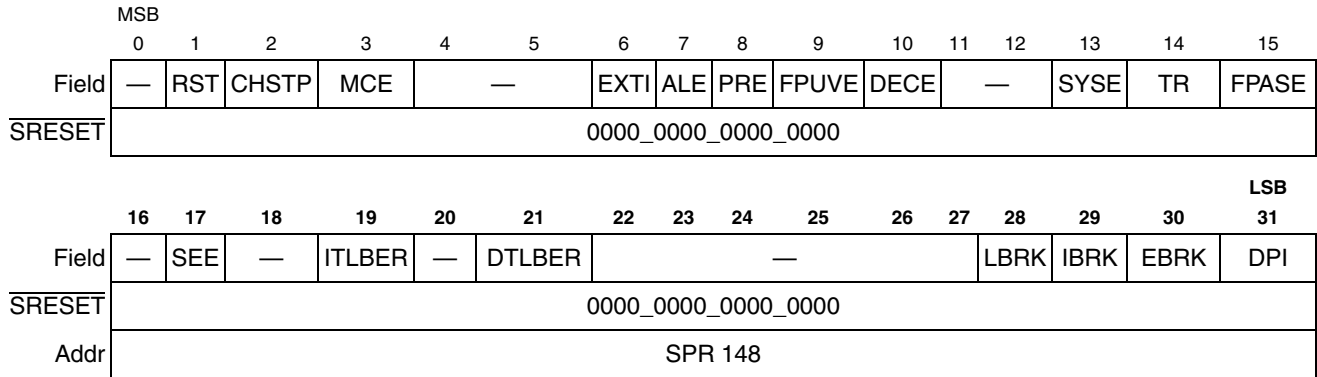 MSB
0 1 2 3 4 5 6 7 8 9 10 11 12 13 14 15
Field — RST CHSTP MCE — EXTI ALE PRE FPUVE DECE — SYSE TR FPASE
SRESET 0000_0000_0000_0000
LSB
16 17 18 19 20 21 22 23 24 25 26 27 28 29 30 31
Field — SEE — ITLBER — DTLBER — LBRK IBRK EBRK DPI
SRESET 0000_0000_0000_0000
Addr SPR 148